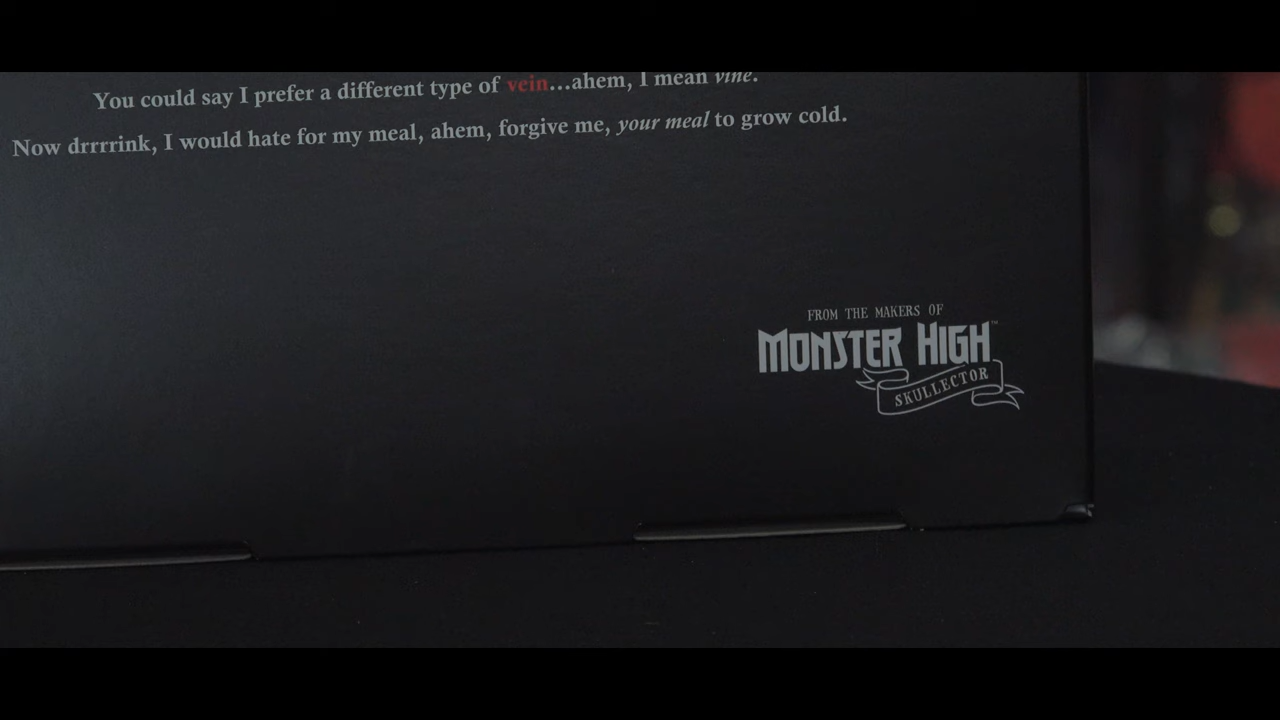 You could say I prefer a different type of vein...ahem, I mean vine.
Now drrrrink, I would hate for my meal, ahem, forgive me, your meal to grow cold.
FROM THE MAKERS OF
MONSTER HIGH™
SKULLECTOR